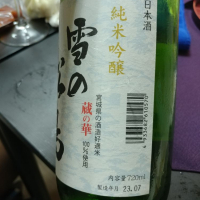 日本酒
純米吟醸
雪の
宮城県の酒造好適米
蔵の華
100%使用
内容量720ml
製造年月 23.07